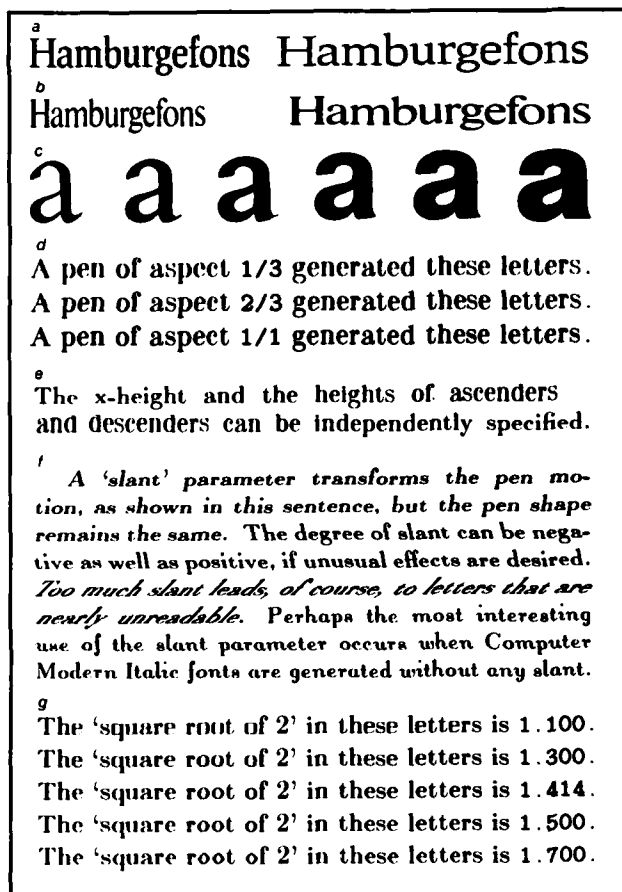 a
Hamburgefons Hamburgefons
b
Hamburgefons Hamburgefons
c
a a a a a a
d
A pen of aspect 1/3 generated these letters.
A pen of aspect 2/3 generated these letters.
A pen of aspect 1/1 generated these letters.
e
The x-height and the heights of ascenders
and descenders can be independently specified.
f
A ‘slant’ parameter transforms the pen mo-
tion, as shown in this sentence, but the pen shape
remains the same. The degree of slant can be nega-
tive as well as positive, if unusual effects are desired.
Too much slant leads, of course, to letters that are
nearly unreadable. Perhaps the most interesting
use of the slant parameter occurs when Computer
Modern Italic fonts are generated without any slant.
g
The ‘square root of 2’ in these letters is 1.100.
The ‘square root of 2’ in these letters is 1.300.
The ‘square root of 2’ in these letters is 1.414.
The ‘square root of 2’ in these letters is 1.500.
The ‘square root of 2’ in these letters is 1.700.